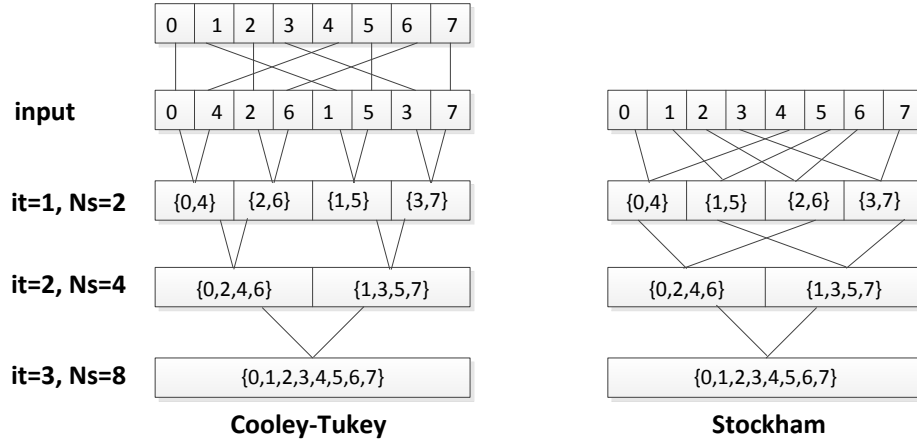 0 1 2 3 4 5 6 7
input 0 4 2 6 1 5 3 7 0 1 2 3 4 5 6 7
it=1, Ns=2 {0,4} {2,6} {1,5} {3,7} {0,4} {1,5} {2,6} {3,7}
it=2, Ns=4 {0,2,4,6} {1,3,5,7} {0,2,4,6} {1,3,5,7}
it=3, Ns=8 {0,1,2,3,4,5,6,7} {0,1,2,3,4,5,6,7}
Cooley-Tukey Stockham